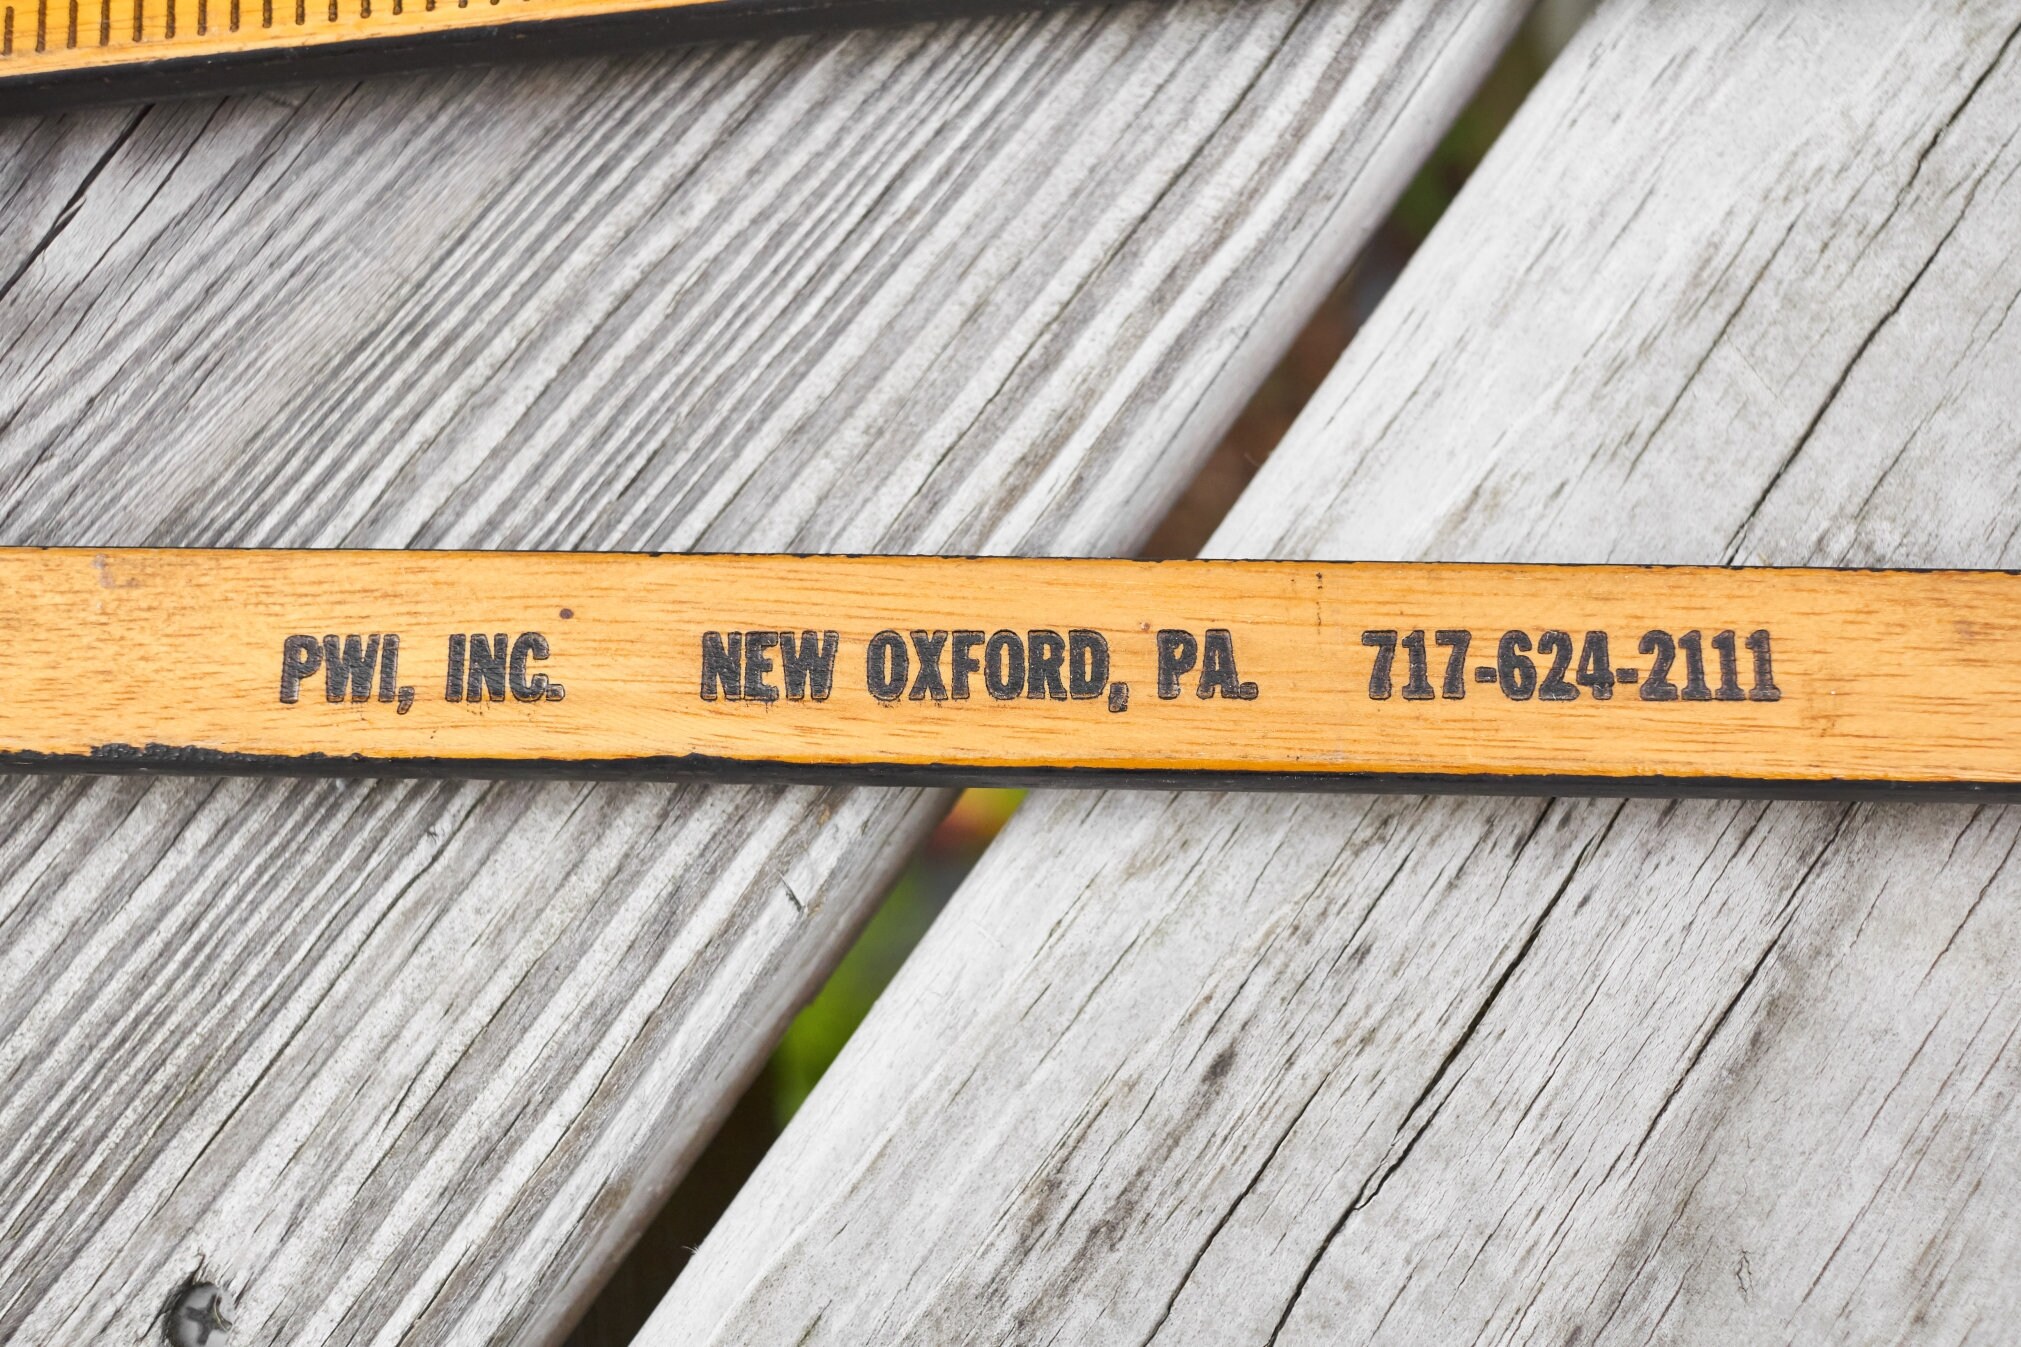 PWI, INC. NEW OXFORD, PA. 717-624-2111